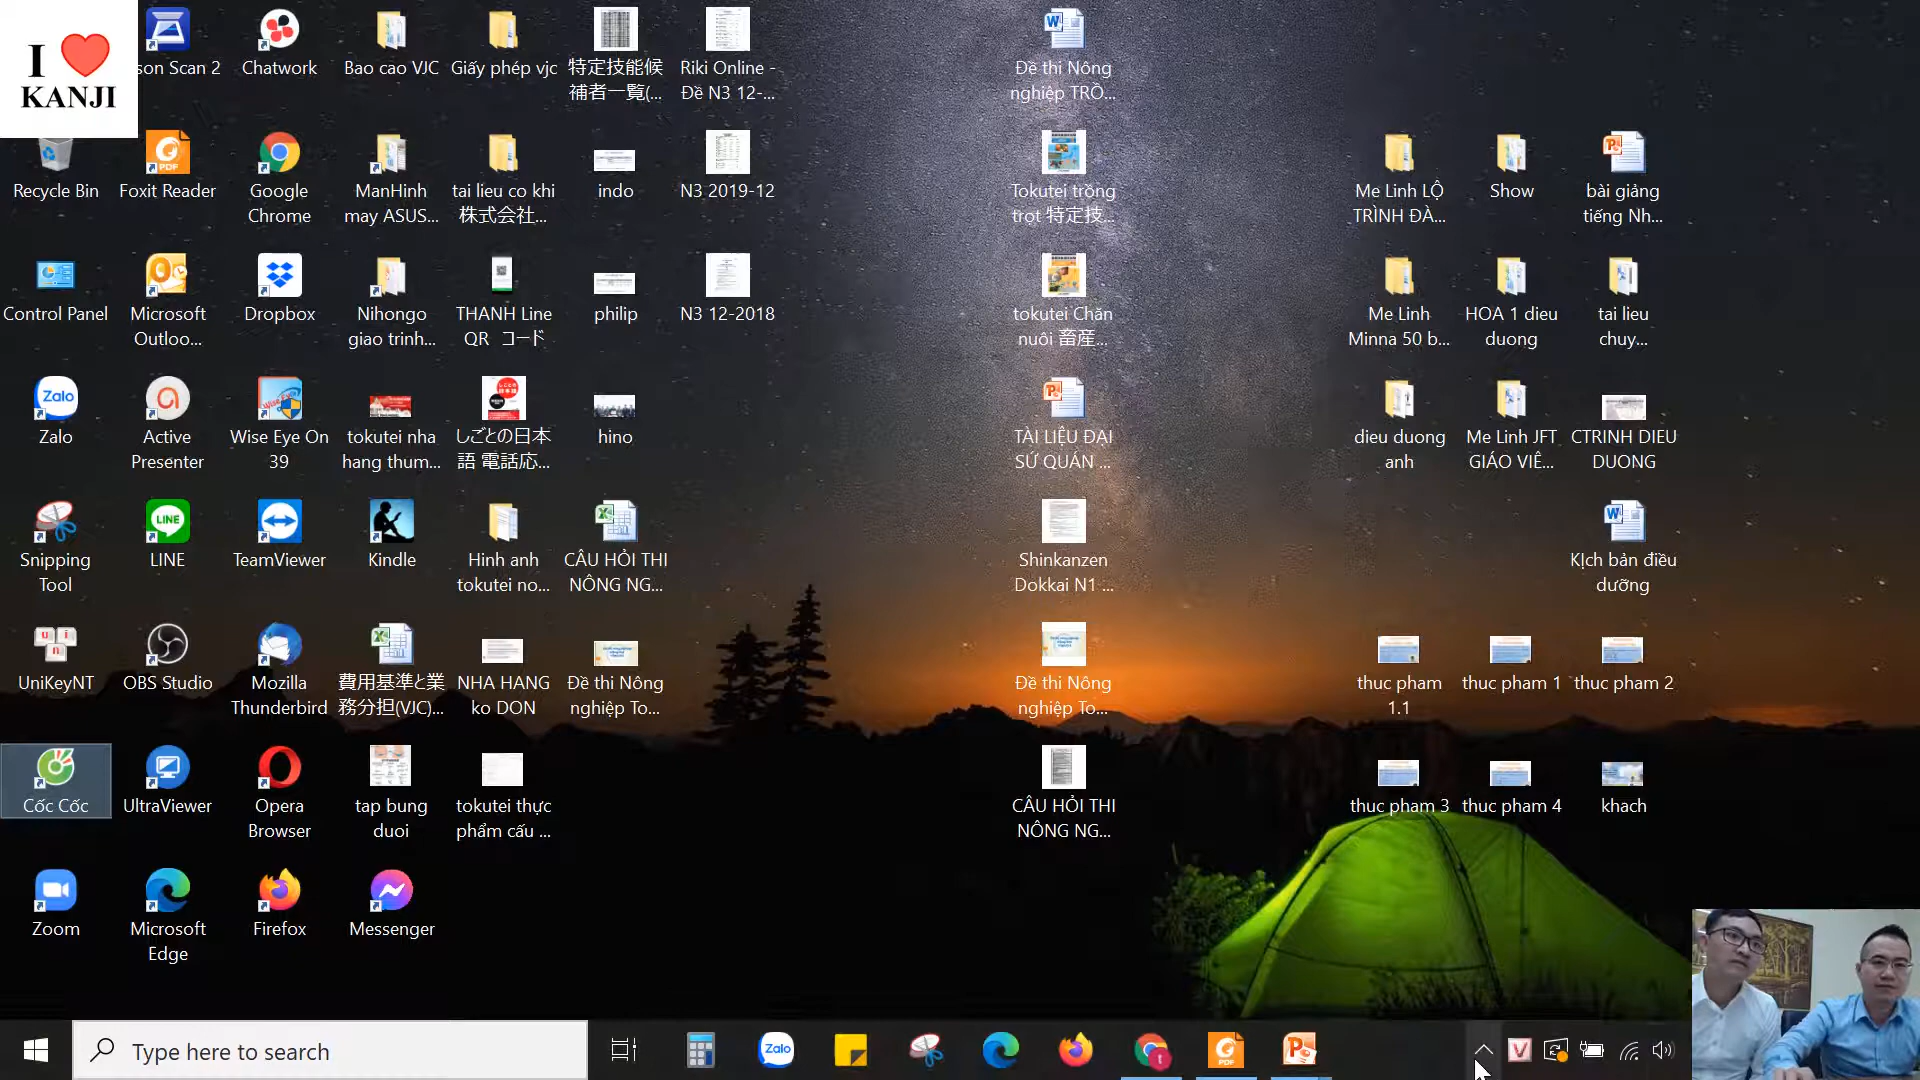 I ❤ KANJI
son Scan 2
Chatwork
Bao cao VJC
Giấy phép vjc
特定技能候
補者一覧(...
Riki Online -
Đề N3 12-...
Đề thi Nông
nghiệp TRỒ...
Recycle Bin
Foxit Reader
Google
Chrome
ManHinh
may ASUS...
tai lieu co khi
株式会社...
indo
N3 2019-12
Tokutei trồng
trọt 特定技...
Me Linh LỘ
TRÌNH ĐÀ...
Show
bài giảng
tiếng Nh...
Control Panel
Microsoft
Outloo...
Dropbox
Nihongo
giao trinh...
THANH Line
QR コード
philip
N3 12-2018
tokutei Chăn
nuôi 畜産...
Me Linh
Minna 50 b...
HOA 1 dieu
duong
tai lieu
chuy...
Zalo
Zalo
Active
Presenter
Wise Eye On
39
tokutei nha
hang thum...
しごとの日本
語 電話応...
hino
TÀI LIỆU ĐẠI
SỨ QUÁN ...
dieu duong
anh
Me Linh JFT
GIÁO VIÊ...
CTRINH DIEU
DUONG
Snipping
Tool
LINE
LINE
TeamViewer
Kindle
Hinh anh
tokutei no...
CÂU HỎI THI
NÔNG NG...
Shinkanzen
Dokkai N1 ...
Kịch bản điều
dưỡng
UniKeyNT
OBS Studio
Mozilla
Thunderbird
費用基準と業
務分担(VJC)...
NHA HANG
ko DON
Đề thi Nông
nghiệp To...
Đề thi Nông
nghiệp To...
thuc pham
1.1
thuc pham 1
thuc pham 2
Cốc Cốc
UltraViewer
Opera
Browser
tap bung
duoi
tokutei thực
phẩm cấu ...
CÂU HỎI THI
NÔNG NG...
thuc pham 3
thuc pham 4
khach
Zoom
Microsoft
Edge
Firefox
Messenger
Type here to search
Zalo